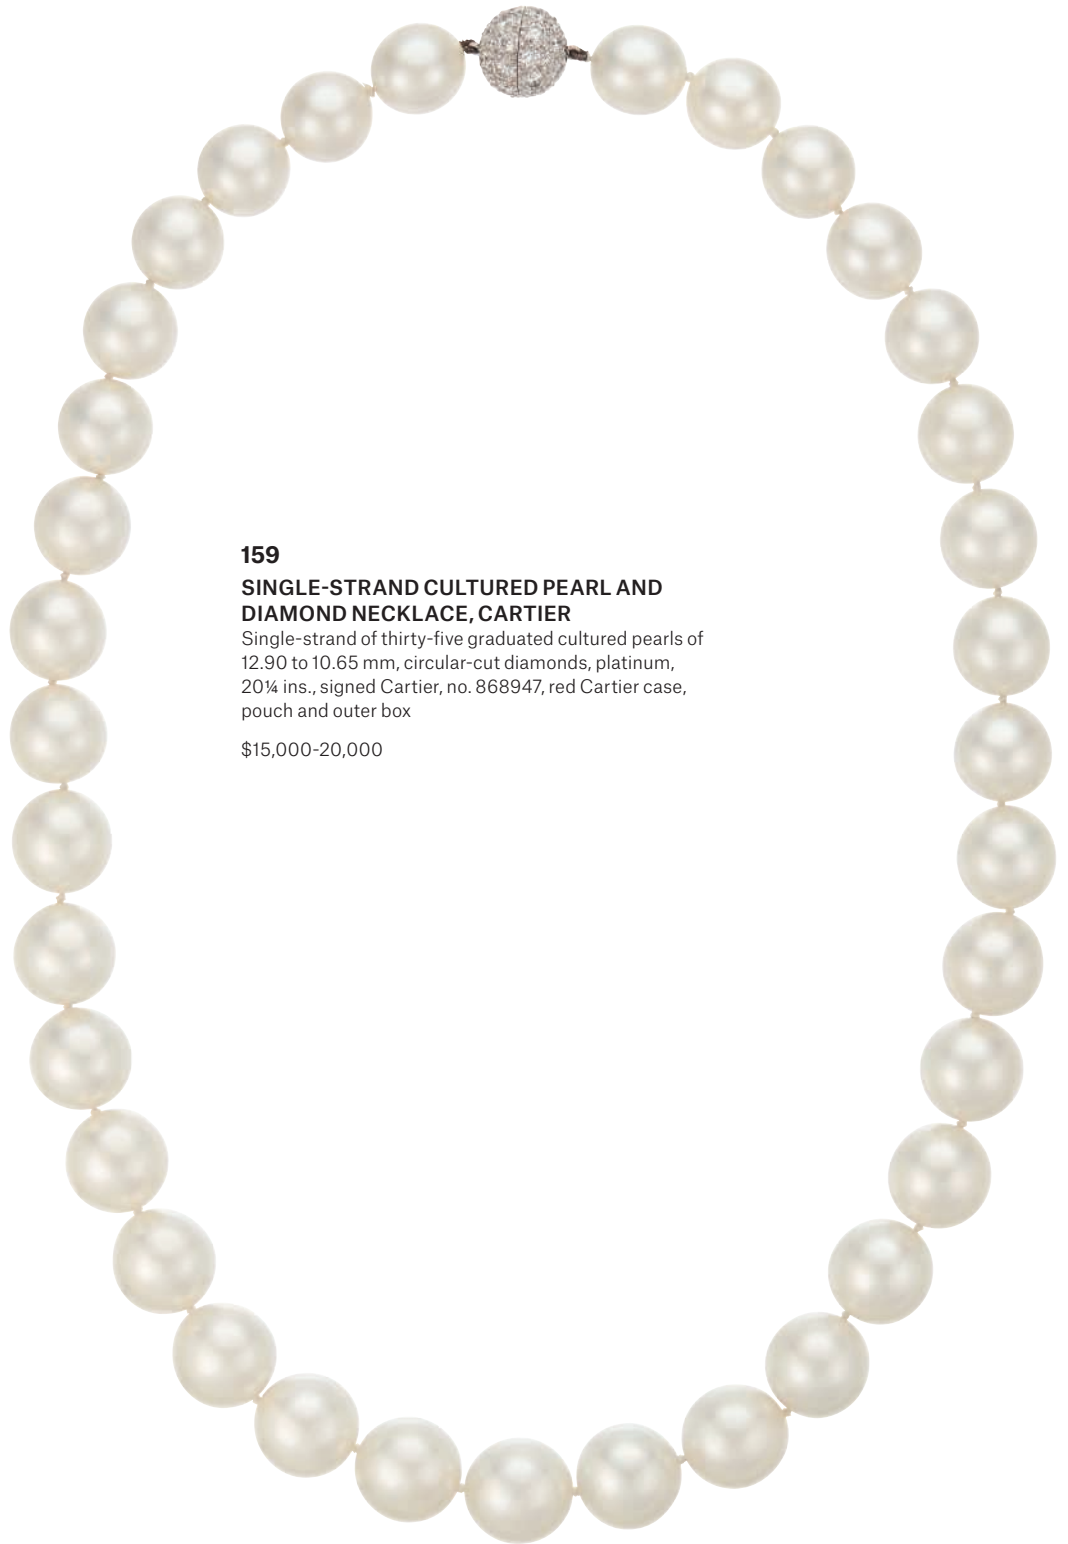 159
SINGLE-STRAND CULTURED PEARL AND
DIAMOND NECKLACE, CARTIER
Single-strand of thirty-five graduated cultured pearls of
12.90 to 10.65 mm, circular-cut diamonds, platinum,
20¼ ins., signed Cartier, no. 868947, red Cartier case,
pouch and outer box
$15,000-20,000